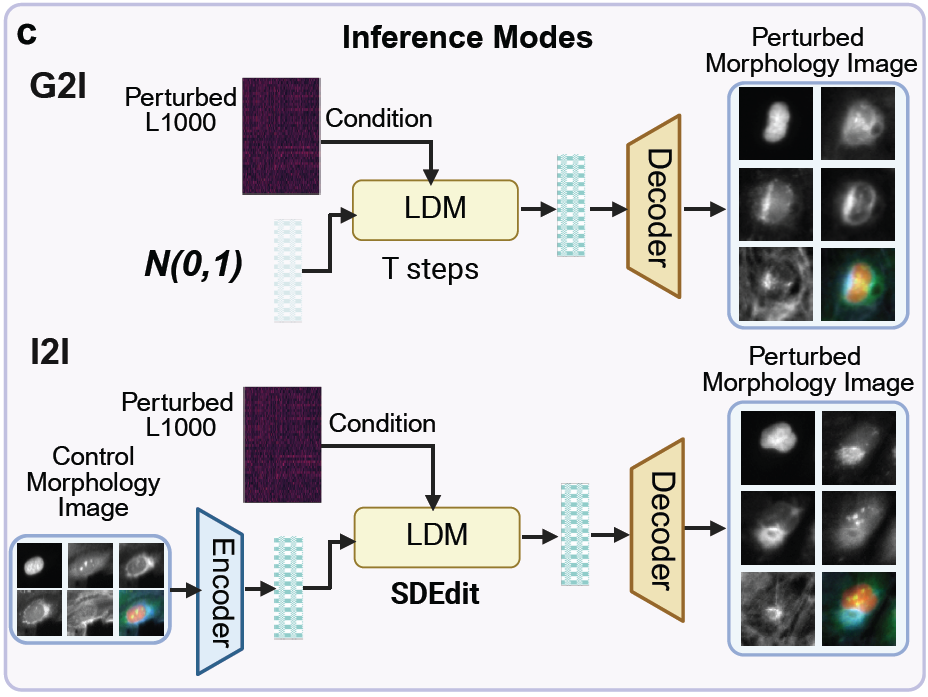 c
Inference Modes
G2I
Perturbed
L1000
Condition
LDM
T steps
N(0,1)
Decoder
Perturbed
Morphology Image
I2I
Perturbed
L1000
Condition
Control
Morphology
Image
Encoder
LDM
SDEdit
Decoder
Perturbed
Morphology Image